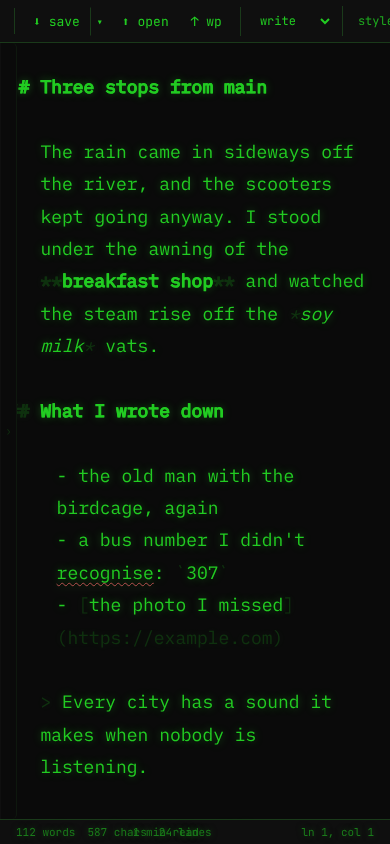 ⬇ save ▾ ⬆ open ↑ wp write style
# Three stops from main
The rain came in sideways off
the river, and the scooters
kept going anyway. I stood
under the awning of the
**breakfast shop** and watched
the steam rise off the *soy
milk* vats.
# What I wrote down
- the old man with the
birdcage, again
- a bus number I didn't
recognise: `307`
- [the photo I missed]
(https://example.com)
> Every city has a sound it
makes when nobody is
listening.
112 words 587 chars ln 1, col 1